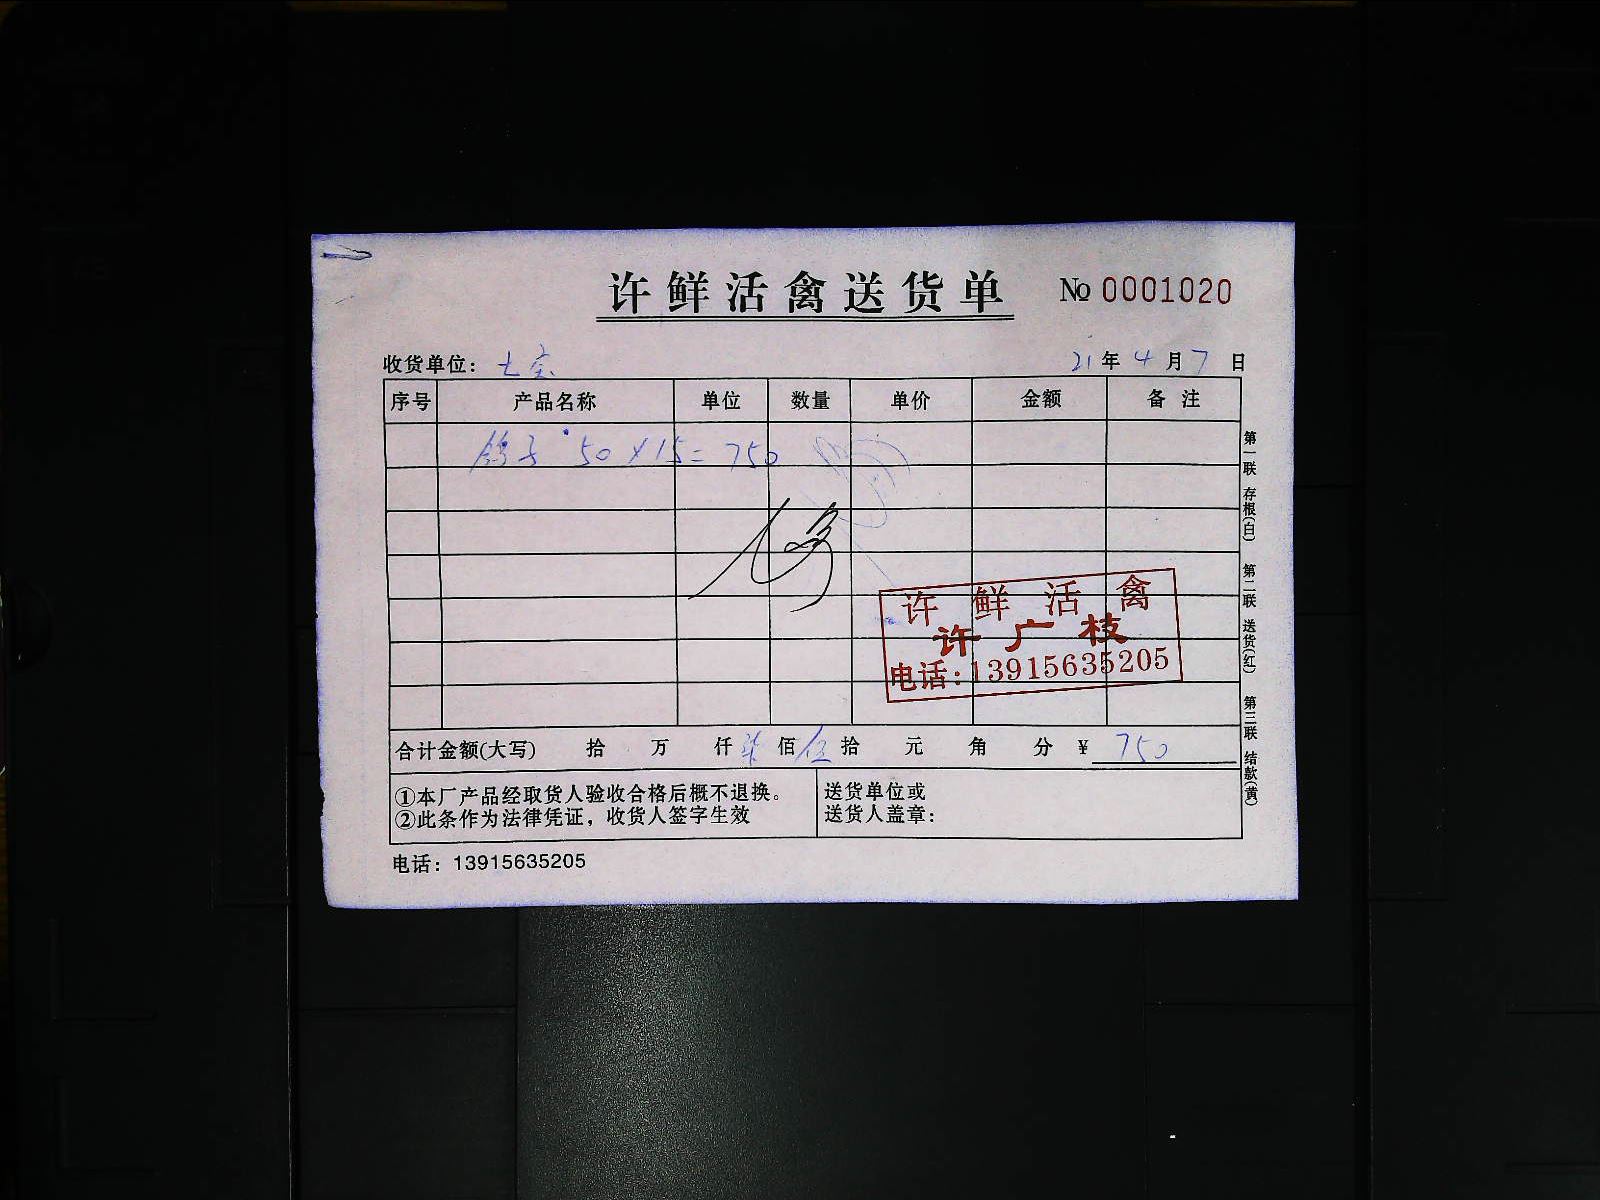 许鲜活禽送货单 № 0001020
收货单位： 七宝 21年4月7日
序号 产品名称 单位 数量 单价 金额 备注
鸽子 50×15=750
许鲜活禽
许广枝
电话:13915635205
合计金额(大写) 拾 万 仟 柒 佰 伍 拾 元 角 分 ¥ 750
①本厂产品经取货人验收合格后概不退换。
②此条作为法律凭证，收货人签字生效
送货单位或
送货人盖章：
电话：13915635205
第一联 存根(白) 第二联 送货(红) 第三联 结款(黄)